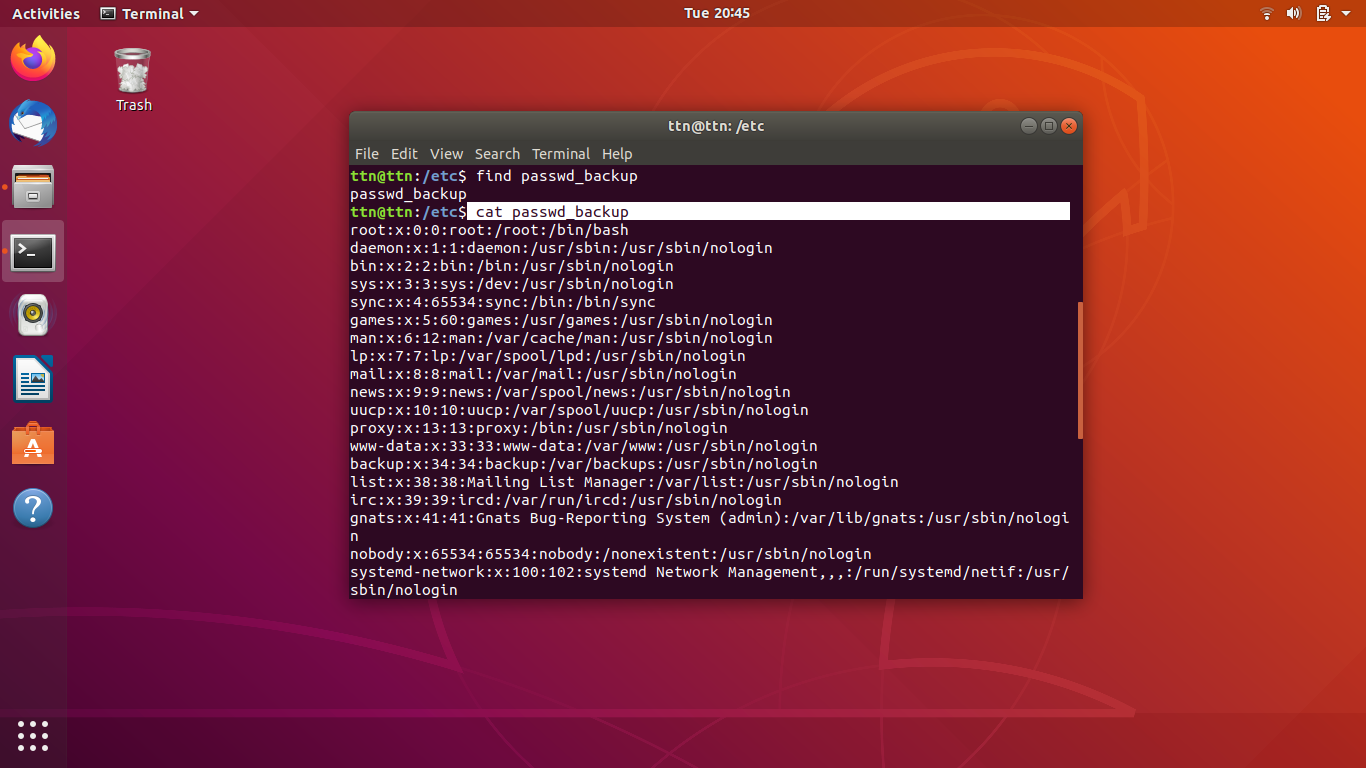 Activities Terminal Tue 20:45
Trash
ttn@ttn: /etc
File Edit View Search Terminal Help
ttn@ttn:/etc$ find passwd_backup
passwd_backup
ttn@ttn:/etc$ cat passwd_backup
root:x:0:0:root:/root:/bin/bash
daemon:x:1:1:daemon:/usr/sbin:/usr/sbin/nologin
bin:x:2:2:bin:/bin:/usr/sbin/nologin
sys:x:3:3:sys:/dev:/usr/sbin/nologin
sync:x:4:65534:sync:/bin:/bin/sync
games:x:5:60:games:/usr/games:/usr/sbin/nologin
man:x:6:12:man:/var/cache/man:/usr/sbin/nologin
lp:x:7:7:lp:/var/spool/lpd:/usr/sbin/nologin
mail:x:8:8:mail:/var/mail:/usr/sbin/nologin
news:x:9:9:news:/var/spool/news:/usr/sbin/nologin
uucp:x:10:10:uucp:/var/spool/uucp:/usr/sbin/nologin
proxy:x:13:13:proxy:/bin:/usr/sbin/nologin
www-data:x:33:33:www-data:/var/www:/usr/sbin/nologin
backup:x:34:34:backup:/var/backups:/usr/sbin/nologin
list:x:38:38:Mailing List Manager:/var/list:/usr/sbin/nologin
irc:x:39:39:ircd:/var/run/ircd:/usr/sbin/nologin
gnats:x:41:41:Gnats Bug-Reporting System (admin):/var/lib/gnats:/usr/sbin/nologi
n
nobody:x:65534:65534:nobody:/nonexistent:/usr/sbin/nologin
systemd-network:x:100:102:systemd Network Management,,,:/run/systemd/netif:/usr/
sbin/nologin